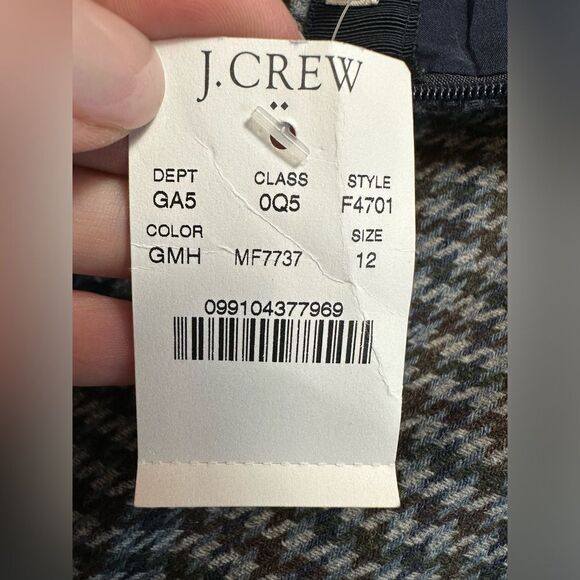 J.CREW
DEPT CLASS STYLE
GA5 0Q5 F4701
COLOR SIZE
GMH MF7737 12
099104377969